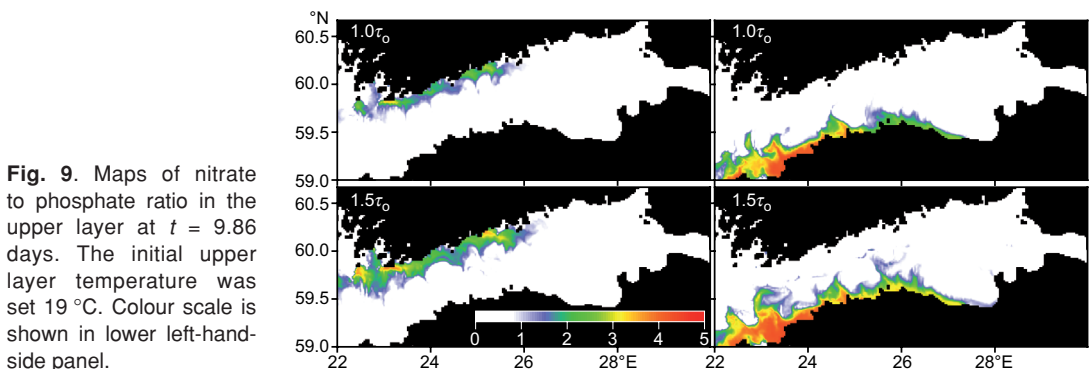 Fig. 9. Maps of nitrate
to phosphate ratio in the
upper layer at t = 9.86
days. The initial upper
layer temperature was
set 19 °C. Colour scale is
shown in lower left-hand-
side panel.
°N
60.5
60.0
59.5
59.0
1.0τo
1.0τo
60.5
60.0
59.5
59.0
1.5τo
1.5τo
0 1 2 3 4 5
22 24 26 28°E 22 24 26 28°E